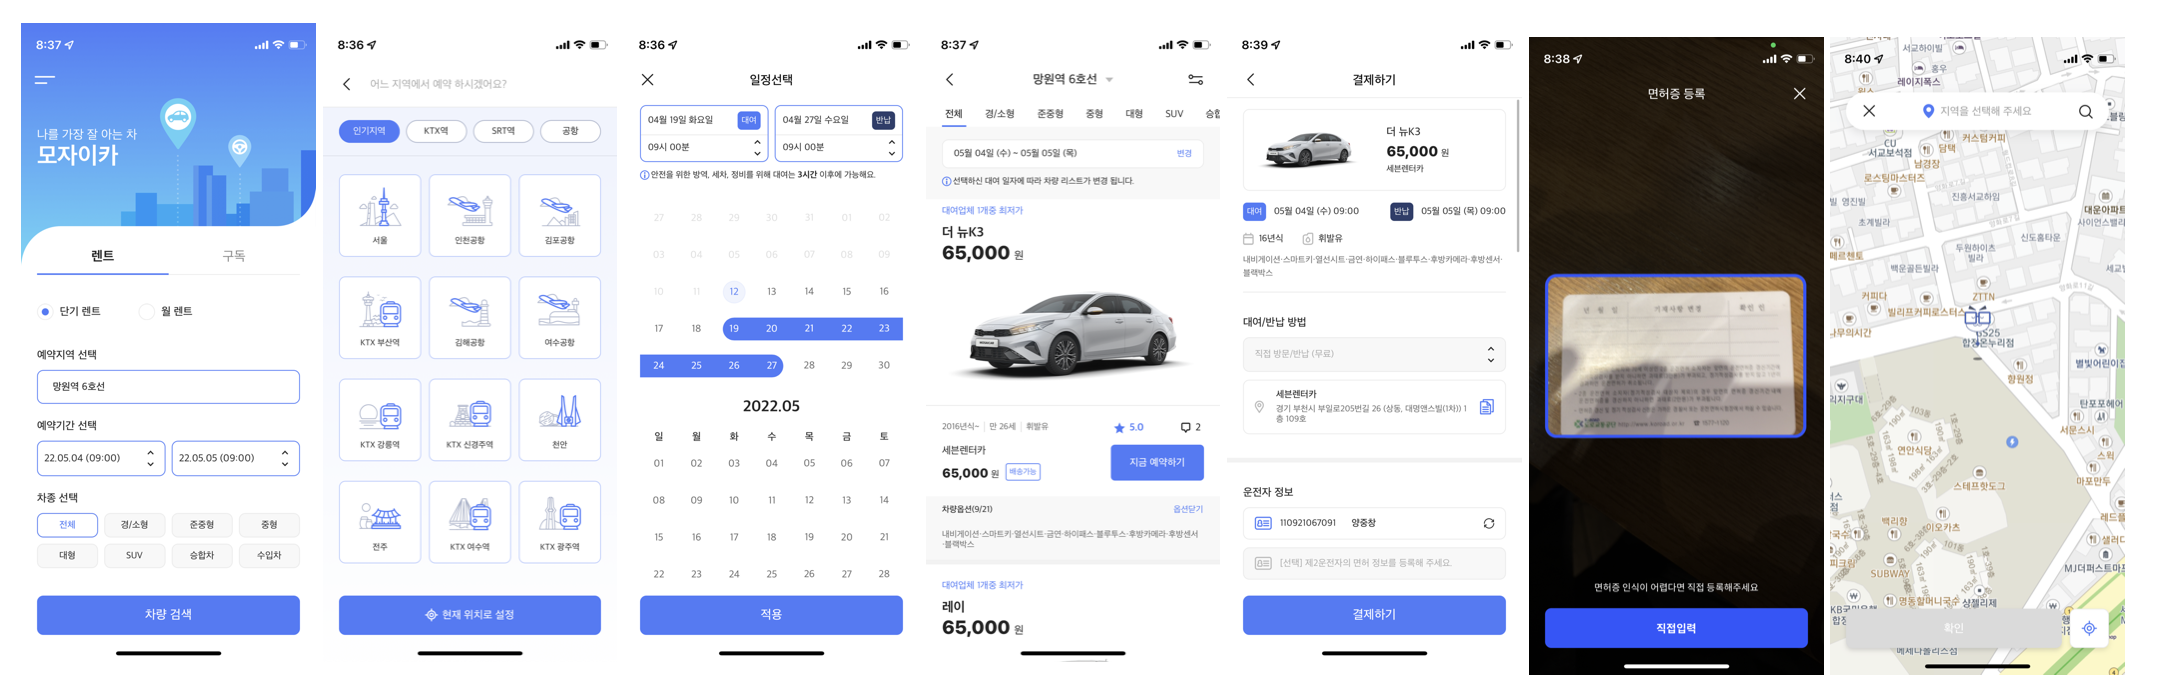 8:37
나를 가장 잘 아는 차
모자이카
렌트
구독
단기 렌트
월 렌트
예약지역 선택
망원역 6호선
예약기간 선택
22.05.04 (09:00)
22.05.05 (09:00)
차종 선택
전체
경/소형
준중형
중형
대형
SUV
승합차
수입차
차량 검색
8:36
어느 지역에서 예약 하시겠어요?
인기지역
KTX역
SRT역
공항
서울
인천공항
김포공항
KTX 부산역
김해공항
여수공항
KTX 강릉역
KTX 신경주역
천안
전주
KTX 여수역
KTX 광주역
현재 위치로 설정
8:36
일정선택
04월 19일 화요일
대여
04월 27일 수요일
반납
09시 00분
09시 00분
안전을 위한 방역, 세차, 정비를 위해 대여는 3시간 이후에 가능해요.
27 28 29 30 31 01 02
03 04 05 06 07 08 09
10 11 12 13 14 15 16
17 18 19 20 21 22 23
24 25 26 27 28 29 30
2022.05
일 월 화 수 목 금 토
01 02 03 04 05 06 07
08 09 10 11 12 13 14
15 16 17 18 19 20 21
22 23 24 25 26 27 28
적용
8:37
망원역 6호선
전체 경/소형 준중형 중형 대형 SUV 승합
05월 04일 (수) ~ 05월 05일 (목)
변경
선택하신 대여 일자에 따라 차량 리스트가 변경 됩니다.
대여업체 1개중 최저가
더 뉴K3
65,000 원
2016년식~ | 만 26세 | 휘발유
5.0
2
세븐렌터카
65,000 원
배송가능
지금 예약하기
차량옵션(9/21)
옵션닫기
내비게이션·스마트키·열선시트·금연·하이패스·블루투스·후방카메라·후방센서
·블랙박스
대여업체 1개중 최저가
레이
65,000 원
8:39
결제하기
더 뉴K3
65,000 원
세븐렌터카
대여
05월 04일 (수) 09:00
반납
05월 05일 (목) 09:00
16년식
휘발유
내비게이션·스마트키·열선시트·금연·하이패스·블루투스·후방카메라·후방센서·
블랙박스
대여/반납 방법
직접 방문/반납 (무료)
세븐렌터카
경기 부천시 부일로205번길 26 (상동, 대명앤스빌(1차)) 1
층 109호
운전자 정보
110921067091
양중창
[선택] 제2운전자의 면허 정보를 등록해 주세요.
결제하기
8:38
면허증 등록
년 월 일
기재사항 변경
확 인 인
면허증 인식이 어렵다면 직접 등록해주세요
직접입력
8:40
서교하이빌
홍우
레이지폭스
지역을 선택해 주세요
커스텀커피
CU
서교보석점
담택
남경장
로스팅마스터즈
진흥서교하임
빌 영진빌
대운아파트
초계빌라
사이언스밸리
신도홈타운
두원하이츠
빌라
메르첸토
백운골든빌라
커피다
ZTTN
빌리프커피로스터스
나무의시간
GS25
합정온누리점
별빛어린이집
향원점
지구대
103동
서문스시
연안식당
스테프핫도그
마포만두
백리향
이오카츠
101동
SUBWAY
명동할머니국수
상젤리제
MJ더퍼스트마포
확인